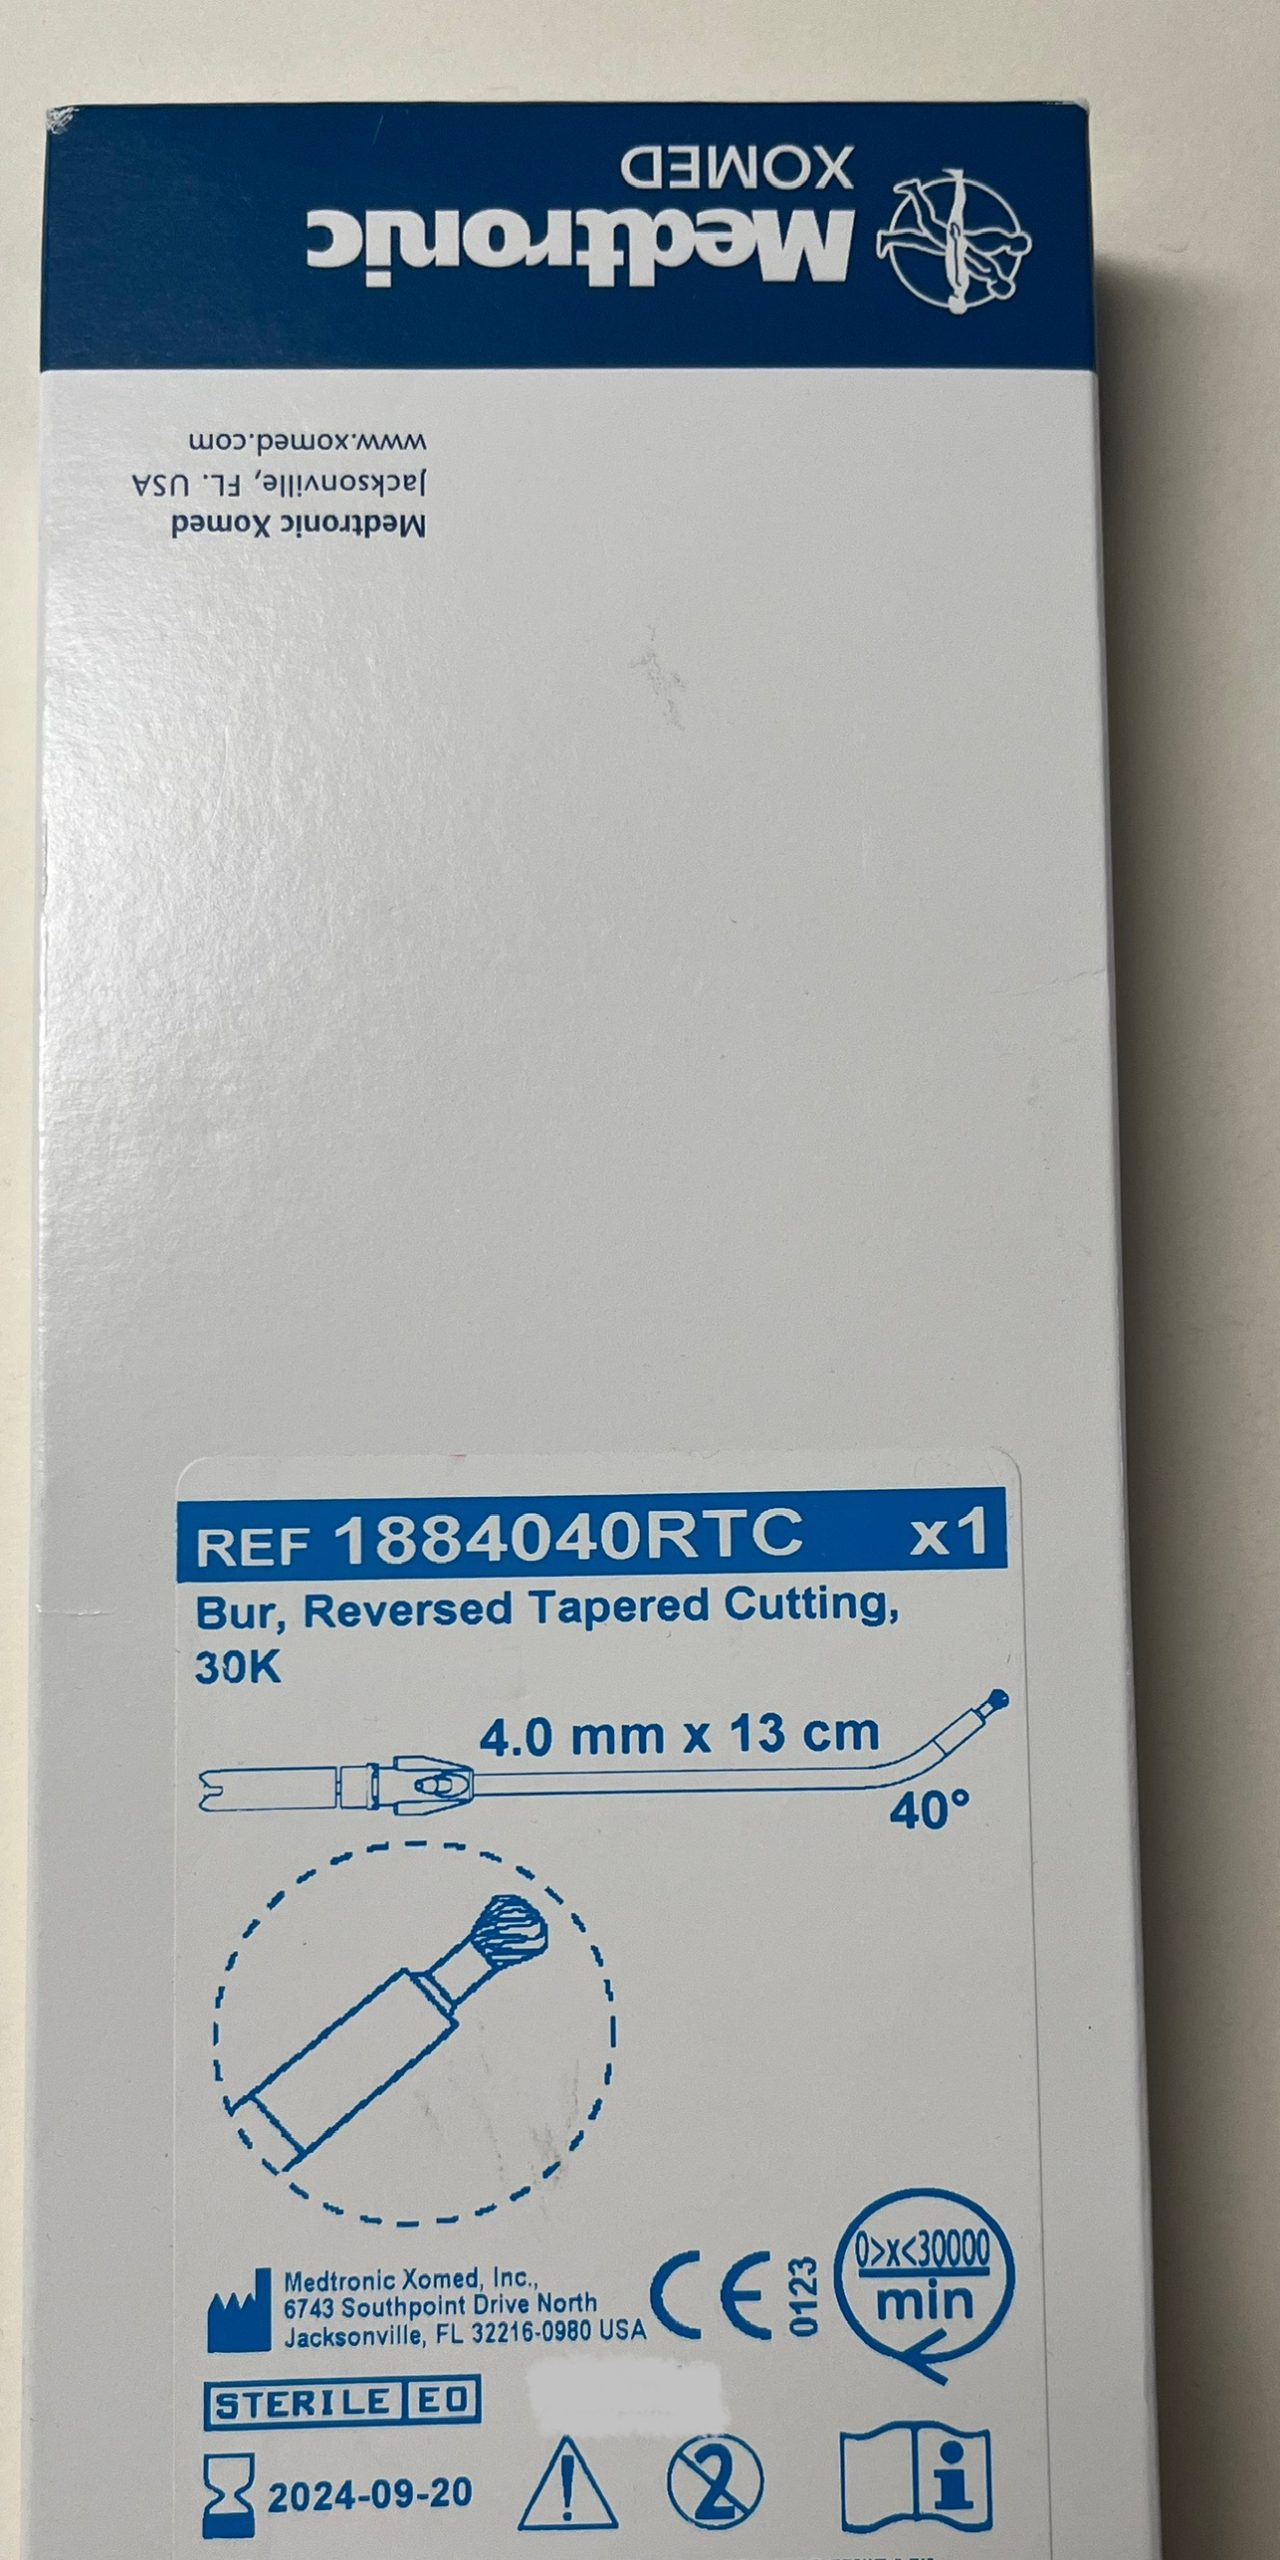 Medtronic
XOMED
Medtronic Xomed
Jacksonville, FL. USA
www.xomed.com
REF 1884040RTC x1
Bur, Reversed Tapered Cutting,
30K
4.0 mm x 13 cm
40°
Medtronic Xomed, Inc.,
6743 Southpoint Drive North
Jacksonville, FL 32216-0980 USA
CE
0123
0>x<30000
min
STERILE EO
2024-09-20
!
2
i